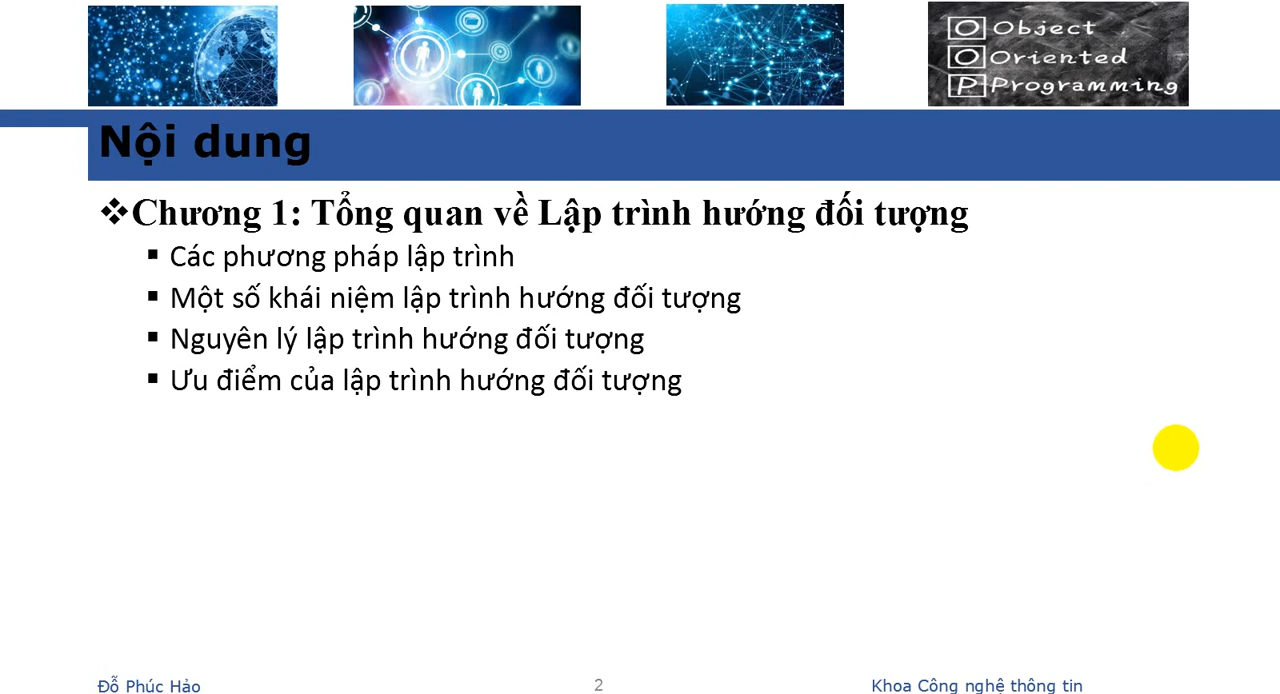 Object
Oriented
Programming
Nội dung
❖Chương 1: Tổng quan về Lập trình hướng đối tượng
▪ Các phương pháp lập trình
▪ Một số khái niệm lập trình hướng đối tượng
▪ Nguyên lý lập trình hướng đối tượng
▪ Ưu điểm của lập trình hướng đối tượng
Đỗ Phúc Hảo
2
Khoa Công nghệ thông tin